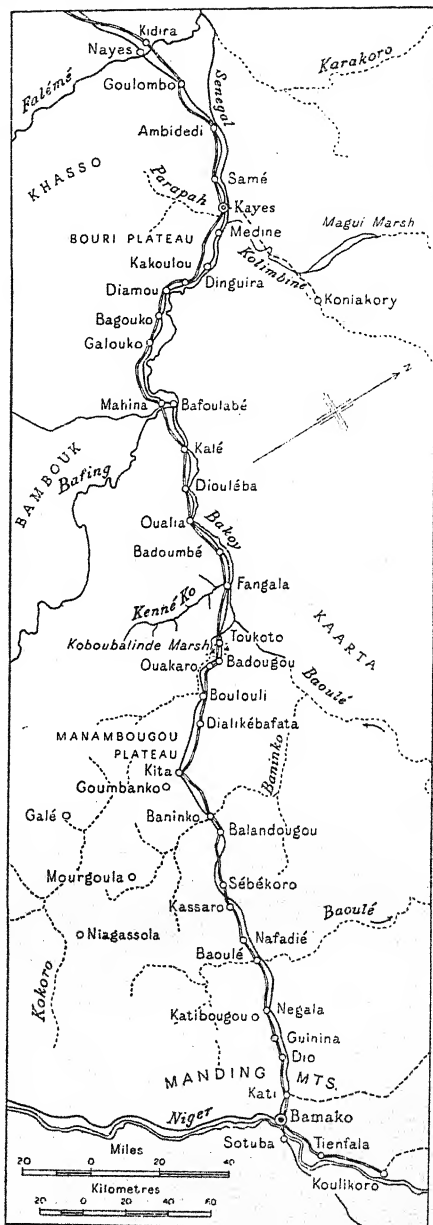 Kidira
Nayes
Karakoro
Falémé
Goulombo
Senegal
Ambidedi
KHASSO
Samé
Parapah
Kayes
Magui Marsh
Medine
BOURI PLATEAU
Kolimbiné
Kakoulou
Dinguira
Diamou
Koniakory
Bagouko
Galouko
N
Mahina
Bafoulabé
Kalé
BAMBOUK
Bafing
Diouléba
Oualia
Bakoy
Badoumbé
Fangala
Kenné Ko
KAARTA
Toukoto
Koboubalinde Marsh
Badougou
Ouakaro
Baoulé
Boulouli
Dialikébafata
MANAMBOUGOU
PLATEAU
Baninko
Kita
Goumbanko
Galé
Baninko
Balandougou
Mourgoula
Sébékoro
Kassaro
Baoulé
Niagassola
Nafadié
Baoulé
Kokoro
Negala
Katibougou
Guinina
Dio
MANDING MTS.
Kati
Niger
Bamako
Sotuba
Tienfala
Miles
20 0 20 40
Koulikoro
Kilometres
20 0 20 40 60